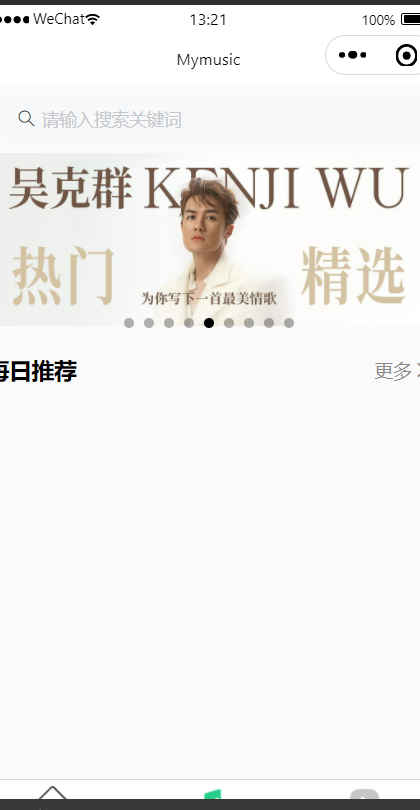 WeChat 13:21 100%
Mymusic
请输入搜索关键词
吴克群 KENJI WU
热门 精选
为你写下一首最美情歌
每日推荐 更多